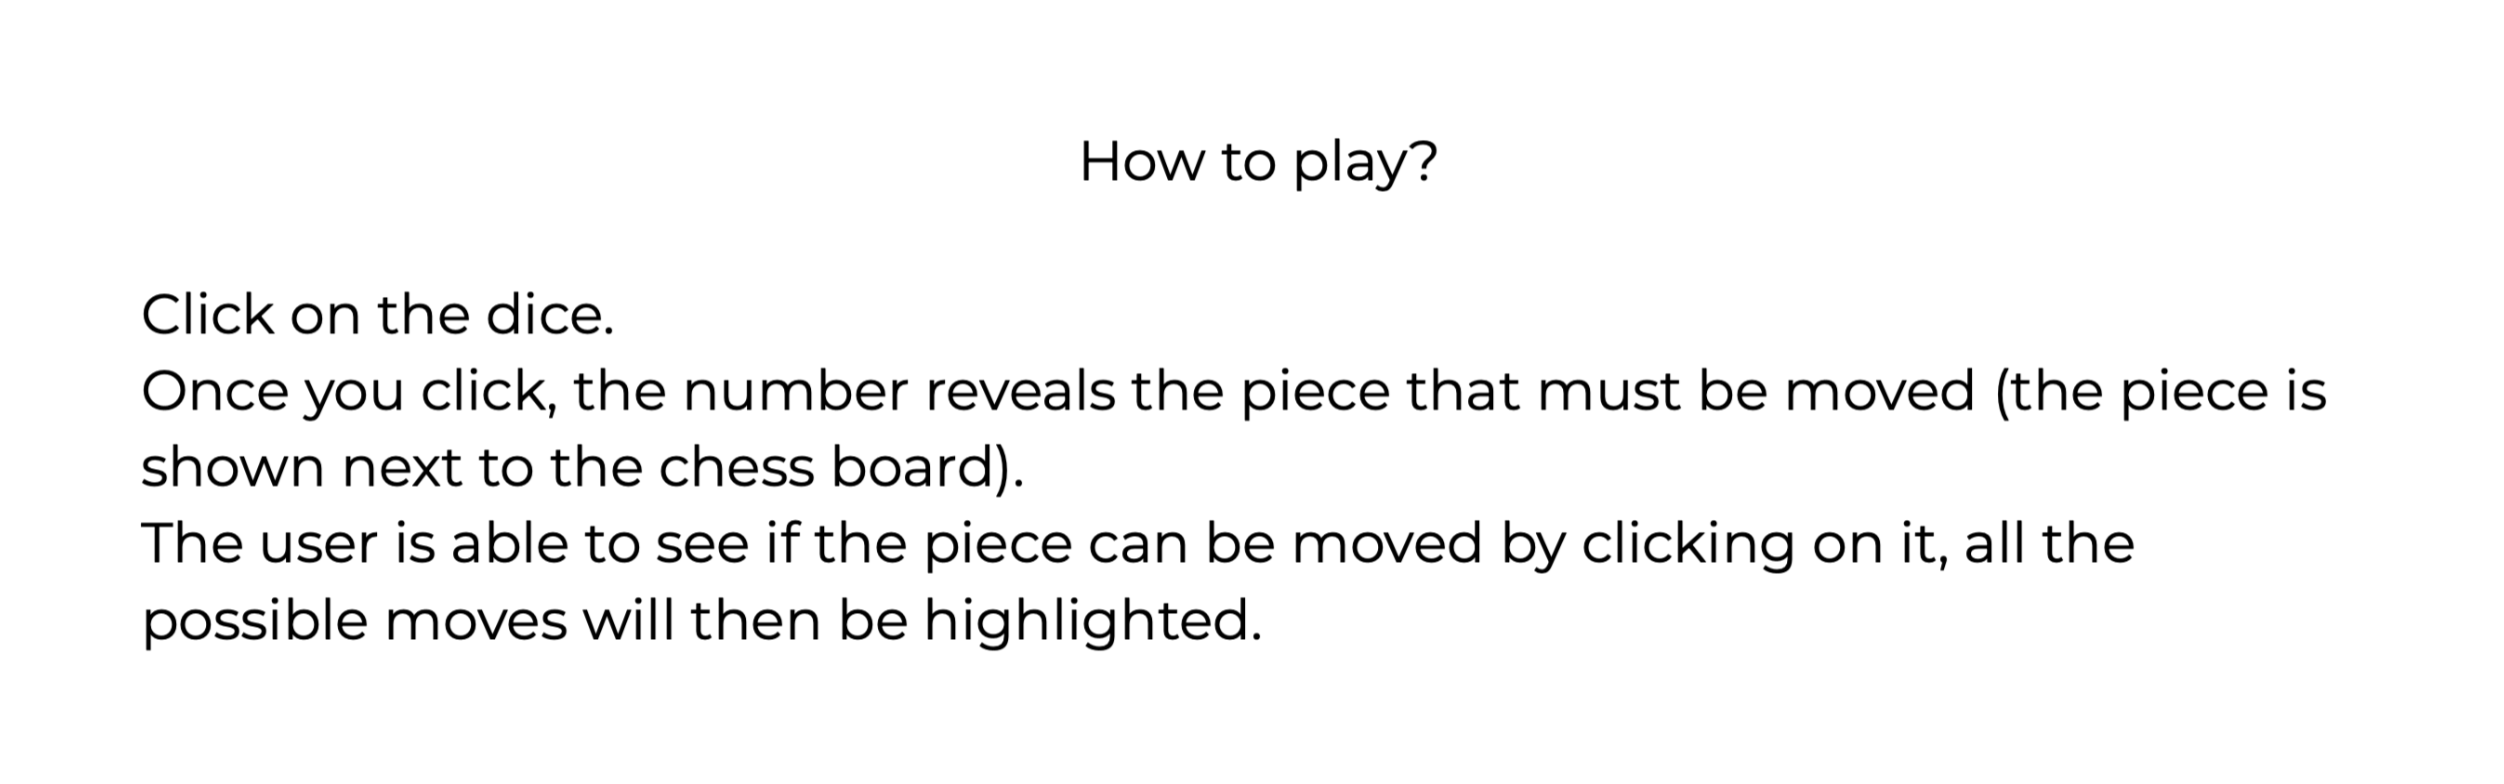 How to play?
Click on the dice.
Once you click, the number reveals the piece that must be moved (the piece is
shown next to the chess board).
The user is able to see if the piece can be moved by clicking on it, all the
possible moves will then be highlighted.